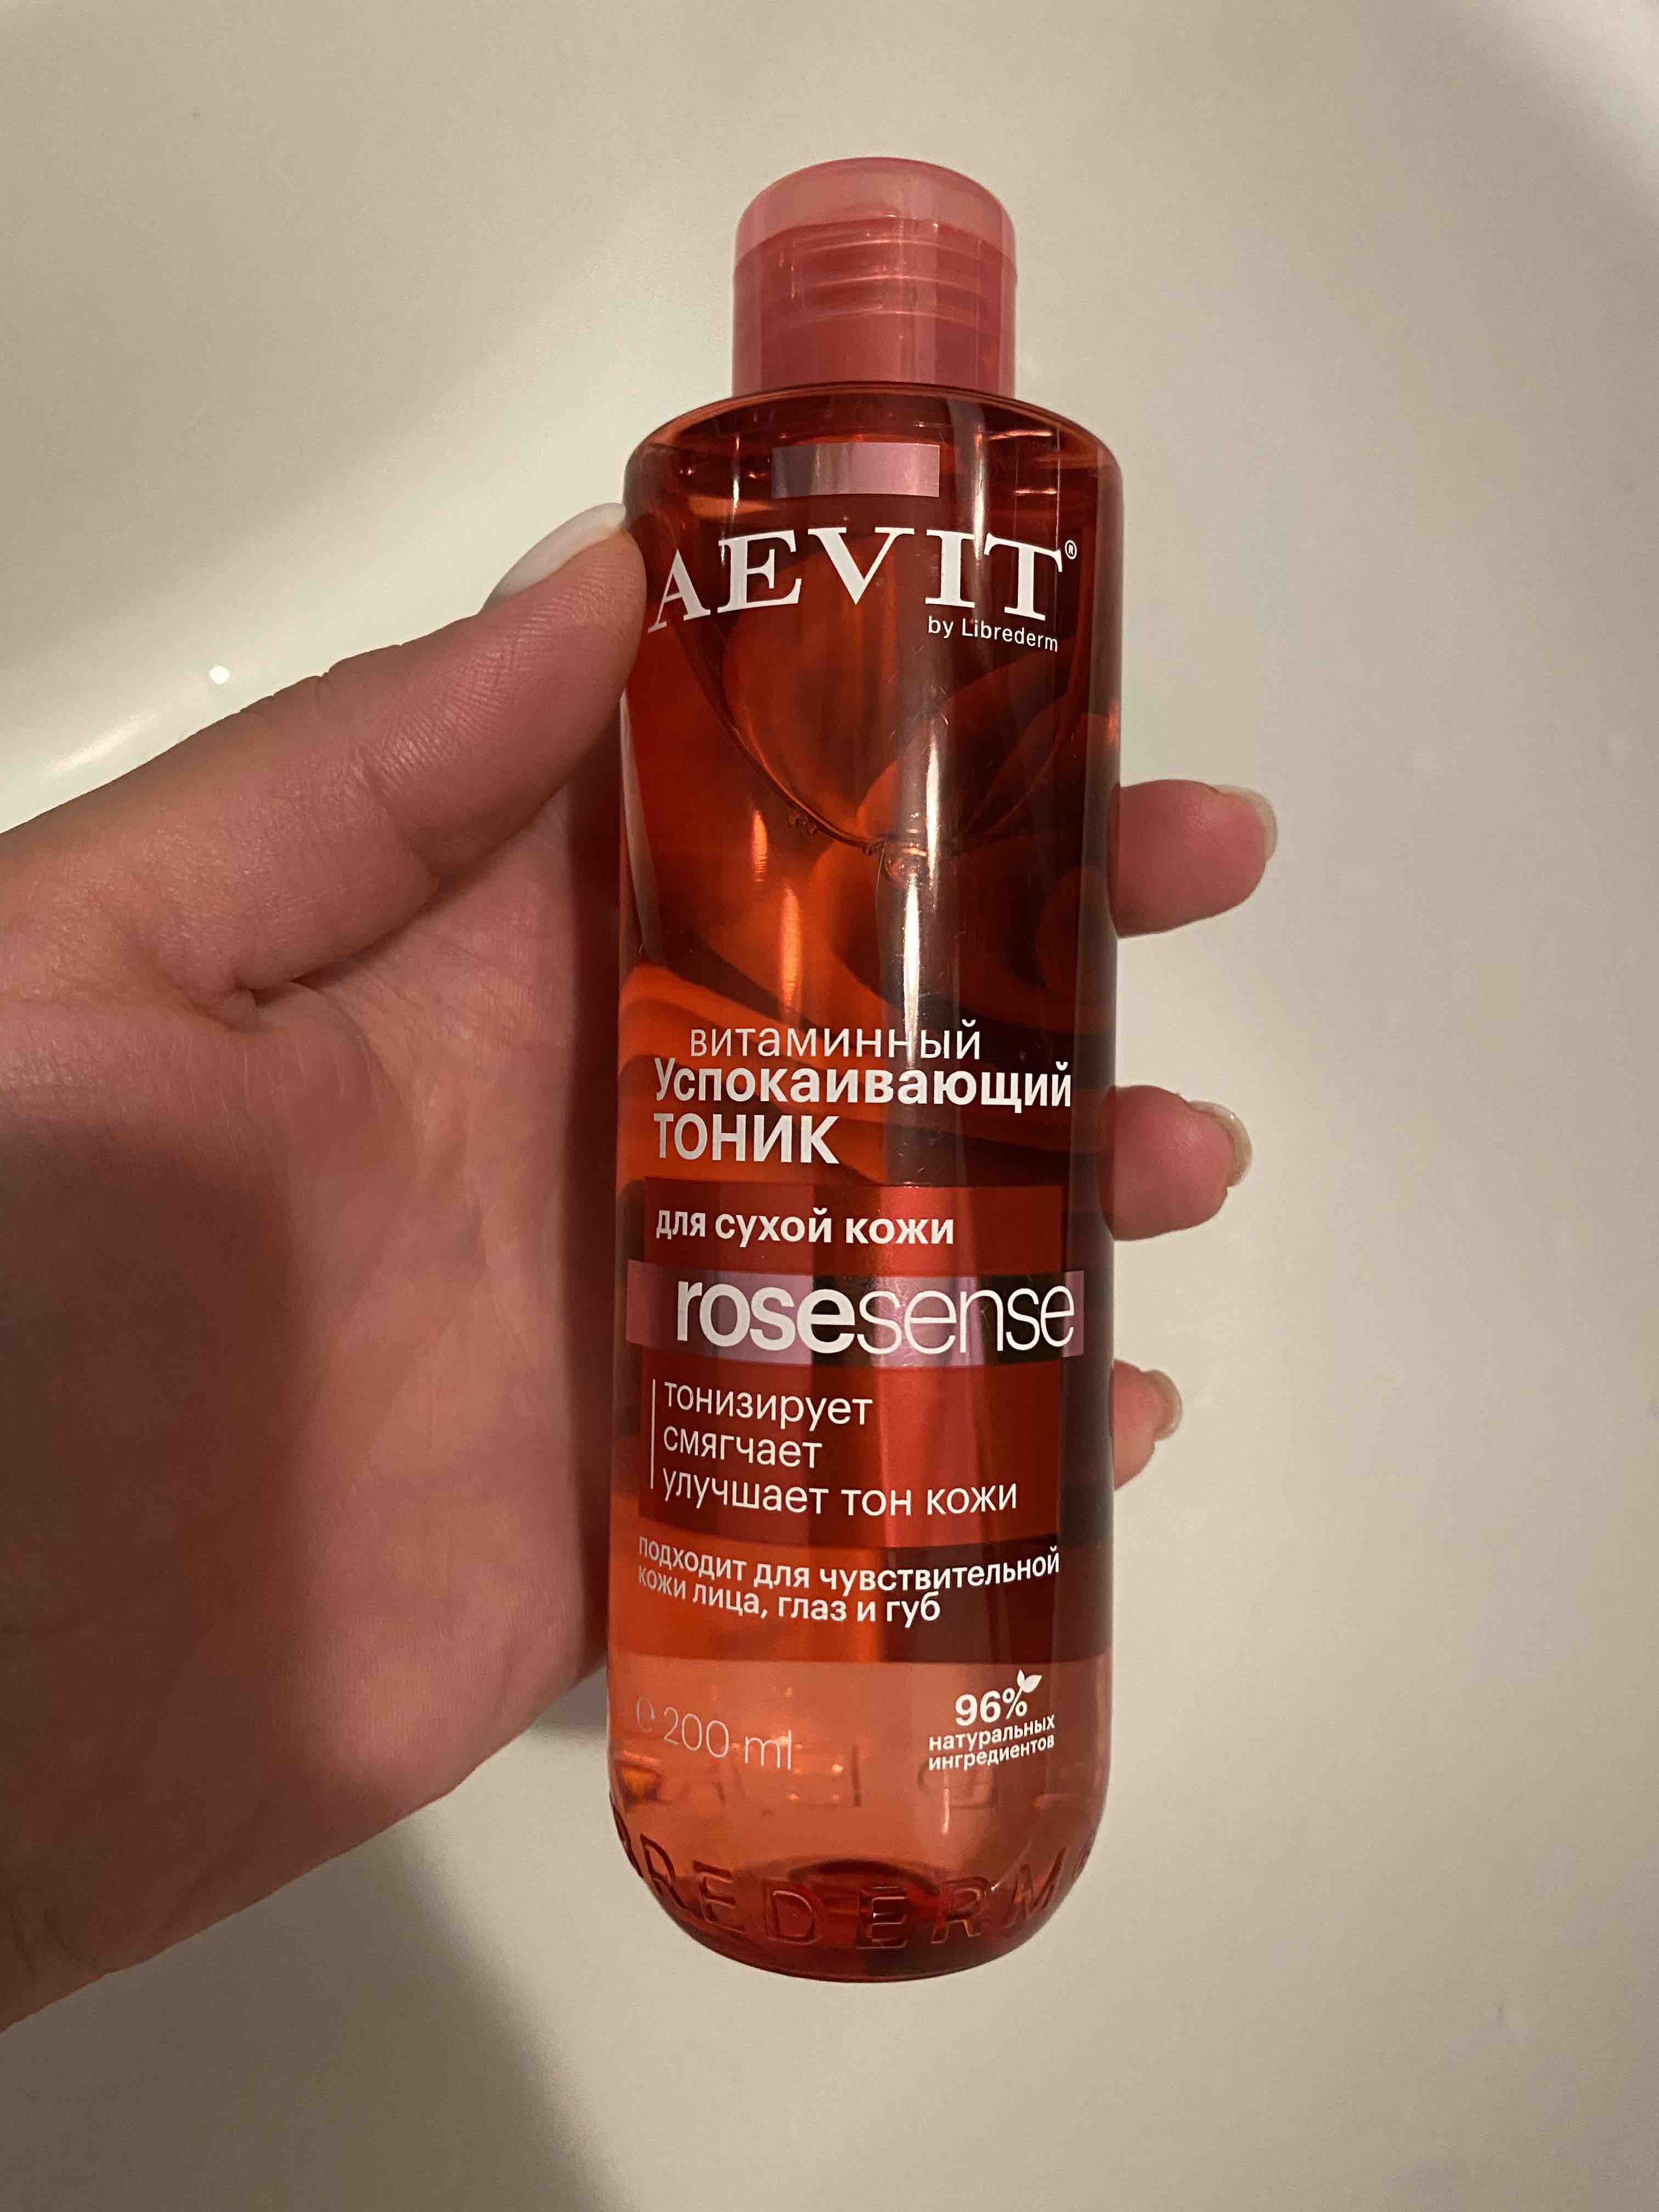 AEVIT®
by Librederm
витаминный
Успокаивающий
тоник
для сухой кожи
rosesense
тонизирует
смягчает
улучшает тон кожи
подходит для чувствительной
кожи лица, глаз и губ
℮ 200 ml
96%
натуральных
ингредиентов
BREDERM